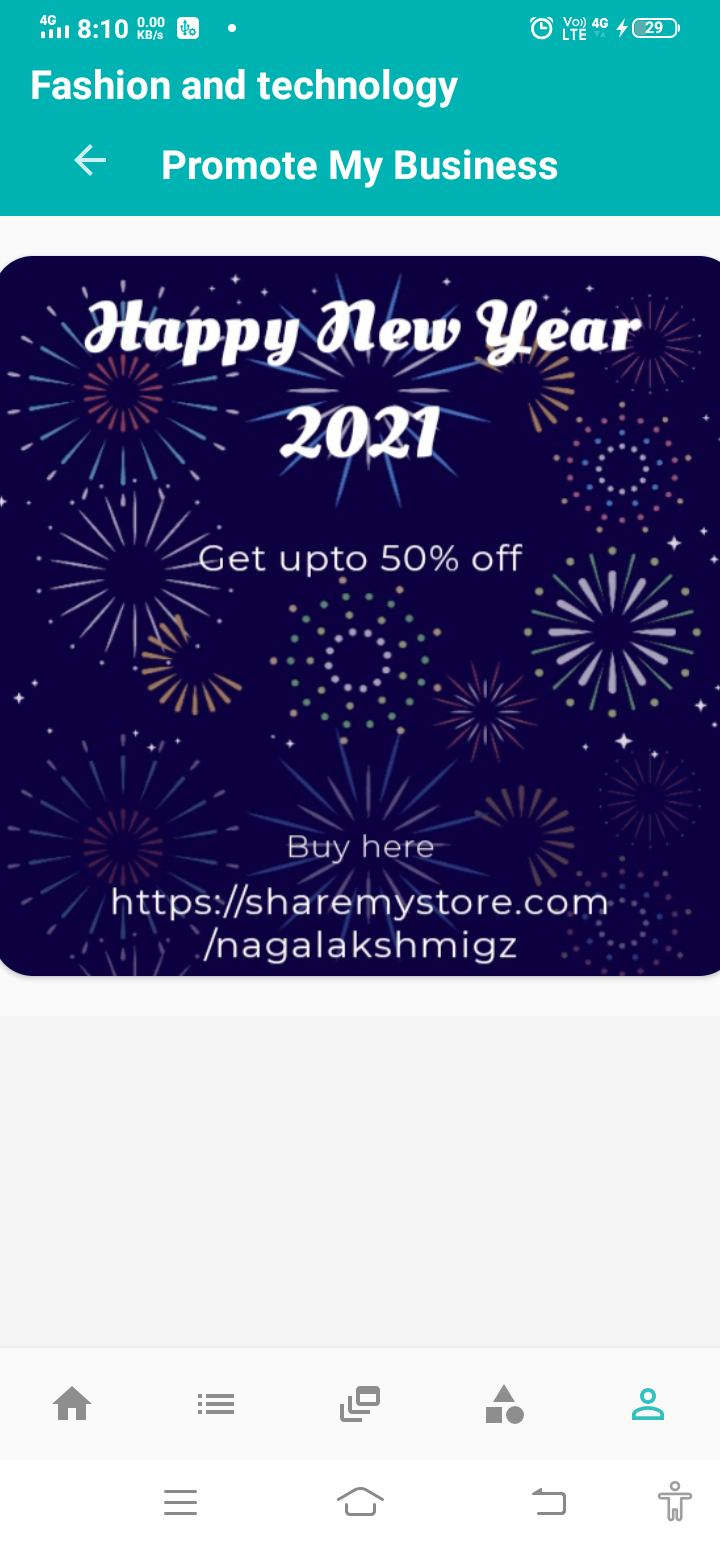 4G 8:10 0.00 KB/s Vo)) LTE 4G 29
Fashion and technology
Promote My Business
Happy New Year
2021
Get upto 50% off
Buy here
https://sharemystore.com
/nagalakshmigz